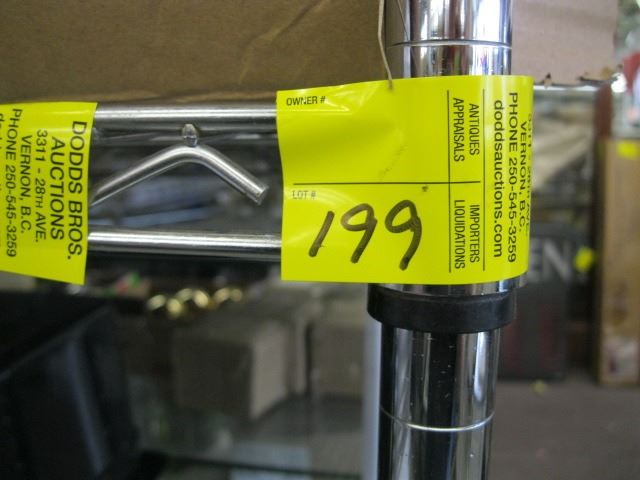 DODDS BROS.
AUCTIONS
3311 - 28TH AVE.
VERNON, B.C.
PHONE 250-545-3259
OWNER #
LOT #
199
ANTIQUES
APPRAISALS
IMPORTERS
LIQUIDATIONS
VERNON, B.C.
PHONE 250-545-3259
doddsauctions.com
EN